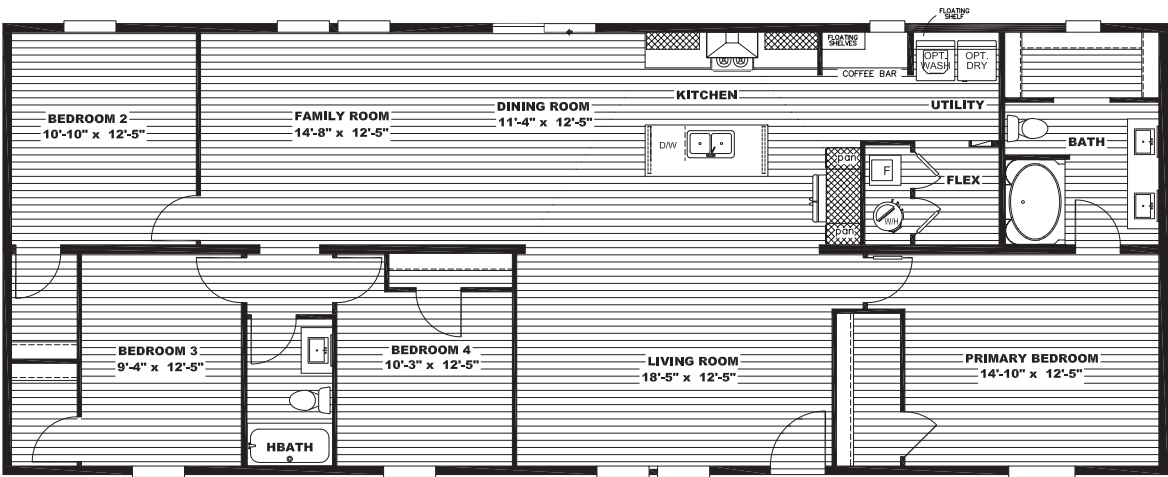 FLOATING
SHELF
FLOATING
SHELVES
OPT.
WASH
OPT.
DRY
COFFEE BAR
KITCHEN
UTILITY
DINING ROOM
11'-4" x 12'-5"
FAMILY ROOM
14'-8" x 12'-5"
BEDROOM 2
10'-10" x 12'-5"
D/W
BATH
pan
F
FLEX
W/H
pan
BEDROOM 3
9'-4" x 12'-5"
BEDROOM 4
10'-3" x 12'-5"
LIVING ROOM
18'-5" x 12'-5"
PRIMARY BEDROOM
14'-10" x 12'-5"
HBATH